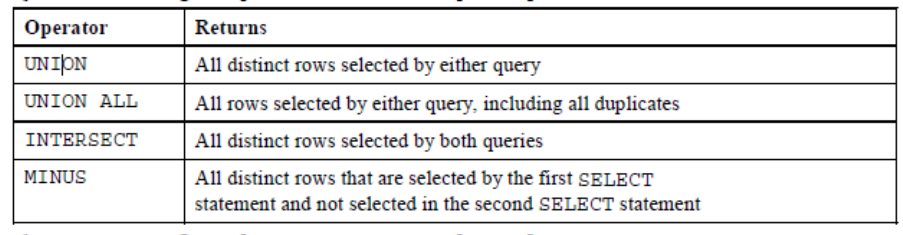 Operator Returns
UNION All distinct rows selected by either query
UNION ALL All rows selected by either query, including all duplicates
INTERSECT All distinct rows selected by both queries
MINUS All distinct rows that are selected by the first SELECT
statement and not selected in the second SELECT statement